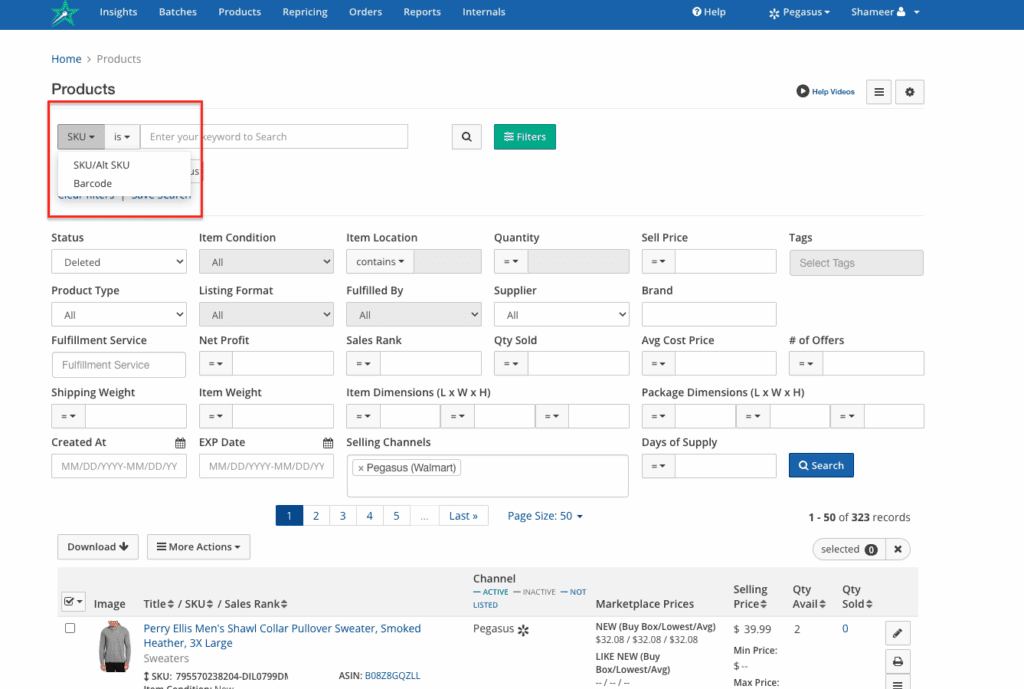 Insights Batches Products Repricing Orders Reports Internals Help Pegasus Shameer
Home > Products
Products
Help Videos
SKU is Enter your keyword to Search Filters
SKU/Alt SKU
Barcode
Clear filters | Save Search
Status Item Condition Item Location Quantity Sell Price Tags
Deleted All contains = = Select Tags
Product Type Listing Format Fulfilled By Supplier Brand
All All All All
Fulfillment Service Net Profit Sales Rank Qty Sold Avg Cost Price # of Offers
Fulfillment Service = = = = =
Shipping Weight Item Weight Item Dimensions (L x W x H) Package Dimensions (L x W x H)
= = = = = = = =
Created At EXP Date Selling Channels Days of Supply
MM/DD/YYYY-MM/DD/YY MM/DD/YYYY-MM/DD/YY × Pegasus (Walmart) = Search
1 2 3 4 5 ... Last » Page Size: 50 1 - 50 of 323 records
Download More Actions selected 0
Image Title / SKU / Sales Rank Channel
— ACTIVE — INACTIVE — NOT
LISTED
Marketplace Prices
Selling
Price
Qty
Avail
Qty
Sold
Perry Ellis Men's Shawl Collar Pullover Sweater, Smoked
Heather, 3X Large
Sweaters
SKU: 795570238204-DIL0799DM ASIN: B08Z8GQZLL
Item Condition: New
Pegasus
NEW (Buy Box/Lowest/Avg)
$32.08 / $32.08 / $32.08
LIKE NEW (Buy
Box/Lowest/Avg)
-- / -- / --
$ 39.99
Min Price:
$ --
Max Price:
2
0